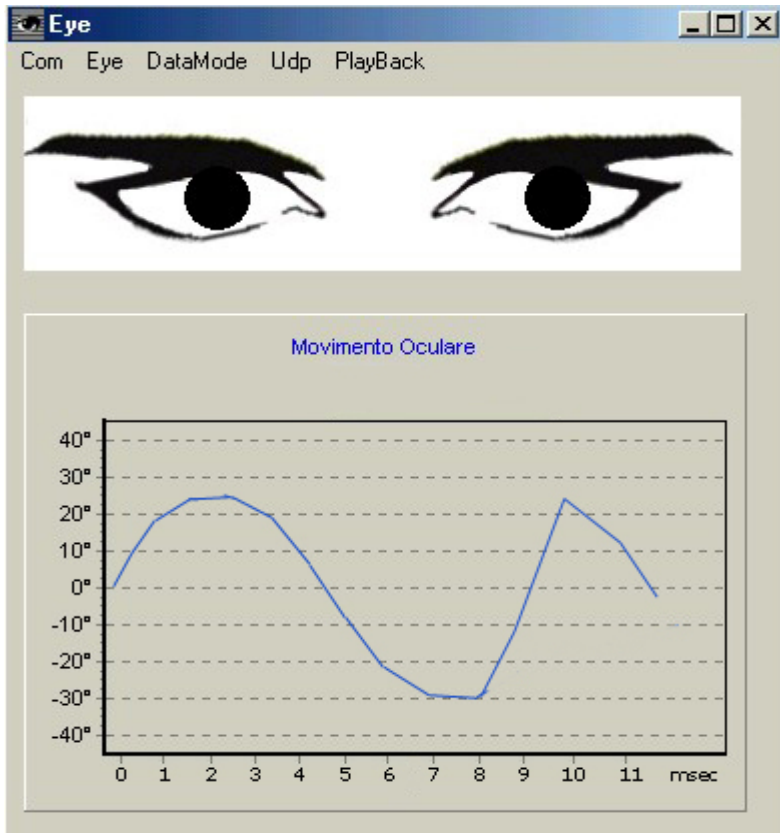 Eye
Com Eye DataMode Udp PlayBack
Movimento Oculare
40°
30°
20°
10°
0°
-10°
-20°
-30°
-40°
0 1 2 3 4 5 6 7 8 9 10 11 msec